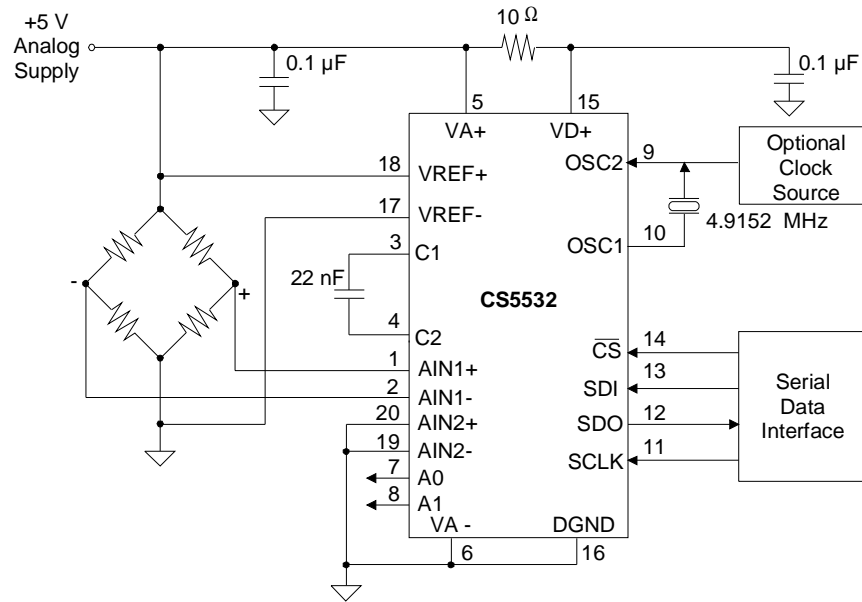 +5 V
Analog
Supply
10 Ω
0.1 µF
0.1 µF
5
15
VA+
VD+
18
VREF+
17
VREF-
3
C1
22 nF
4
C2
1
AIN1+
2
AIN1-
20
AIN2+
19
AIN2-
7
A0
8
A1
VA -
6
DGND
16
CS5532
OSC2
9
Optional
Clock
Source
4.9152 MHz
OSC1
10
-
+
C̅S̅
14
SDI
13
SDO
12
SCLK
11
Serial
Data
Interface